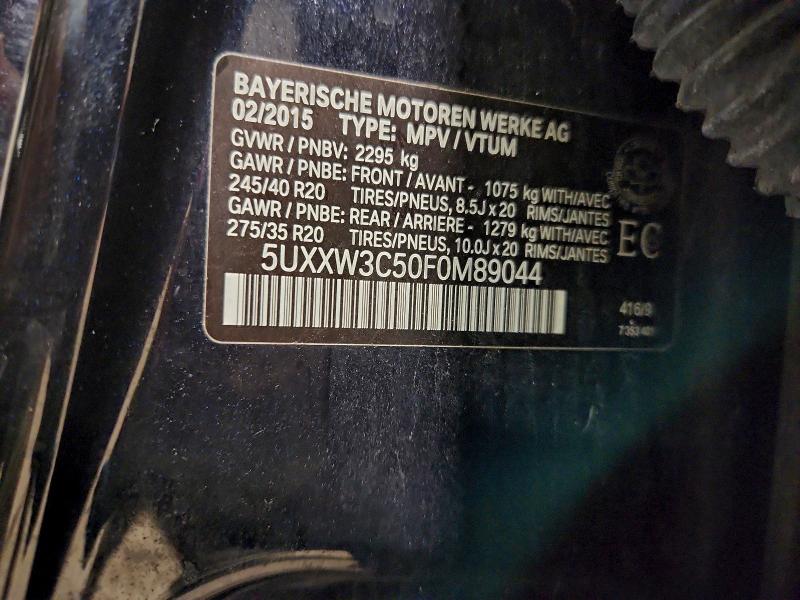 BAYERISCHE MOTOREN WERKE AG
02/2015 TYPE: MPV / VTUM
GVWR / PNBV: 2295 kg
GAWR / PNBE: FRONT / AVANT - 1075 kg WITH/AVEC
245/40 R20 TIRES/PNEUS, 8.5J x 20 RIMS/JANTES
GAWR / PNBE: REAR / ARRIERE - 1279 kg WITH/AVEC
275/35 R20 TIRES/PNEUS, 10.0J x 20 RIMS/JANTES
EC
5UXXW3C50F0M89044
416/9